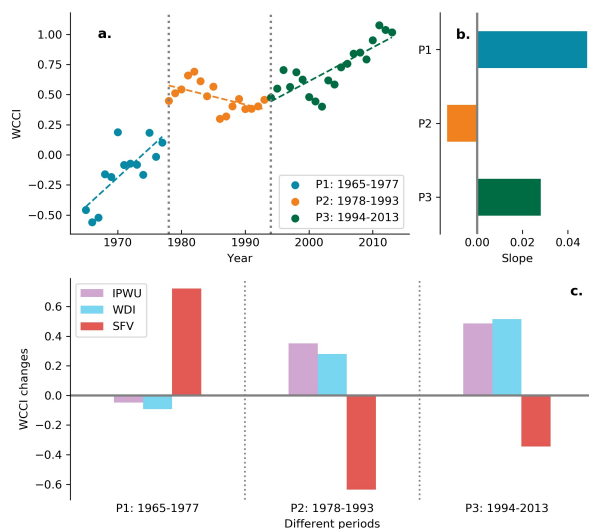 a.
1.00
0.75
0.50
0.25
0.00
−0.25
−0.50
WCCI
1970
1980
1990
2000
2010
Year
P1: 1965-1977
P2: 1978-1993
P3: 1994-2013
b.
P1
P2
P3
0.00
0.02
0.04
Slope
c.
IPWU
WDI
SFV
0.6
0.4
0.2
0.0
−0.2
−0.4
−0.6
WCCI changes
P1: 1965-1977
P2: 1978-1993
P3: 1994-2013
Different periods